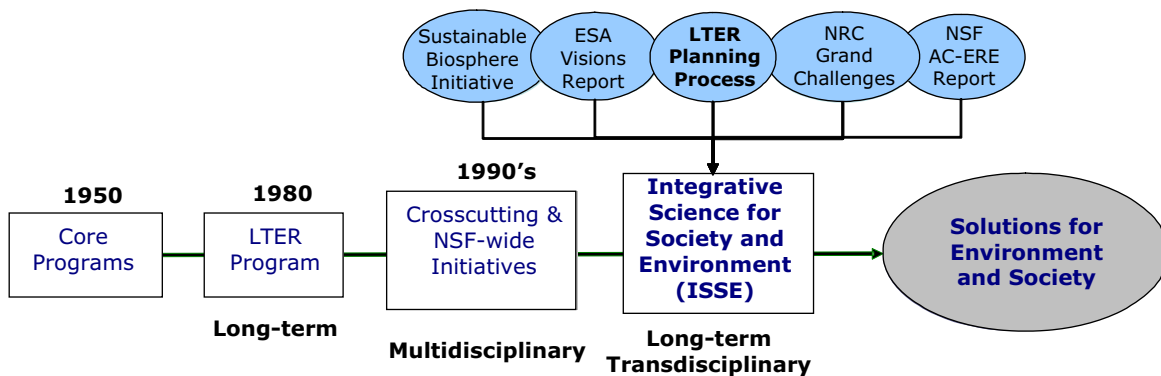 Sustainable
Biosphere
Initiative
ESA
Visions
Report
LTER
Planning
Process
NRC
Grand
Challenges
NSF
AC-ERE
Report
1950
Core
Programs
1980
LTER
Program
Long-term
1990's
Crosscutting &
NSF-wide
Initiatives
Multidisciplinary
Integrative
Science for
Society and
Environment
(ISSE)
Long-term
Transdisciplinary
Solutions for
Environment
and Society